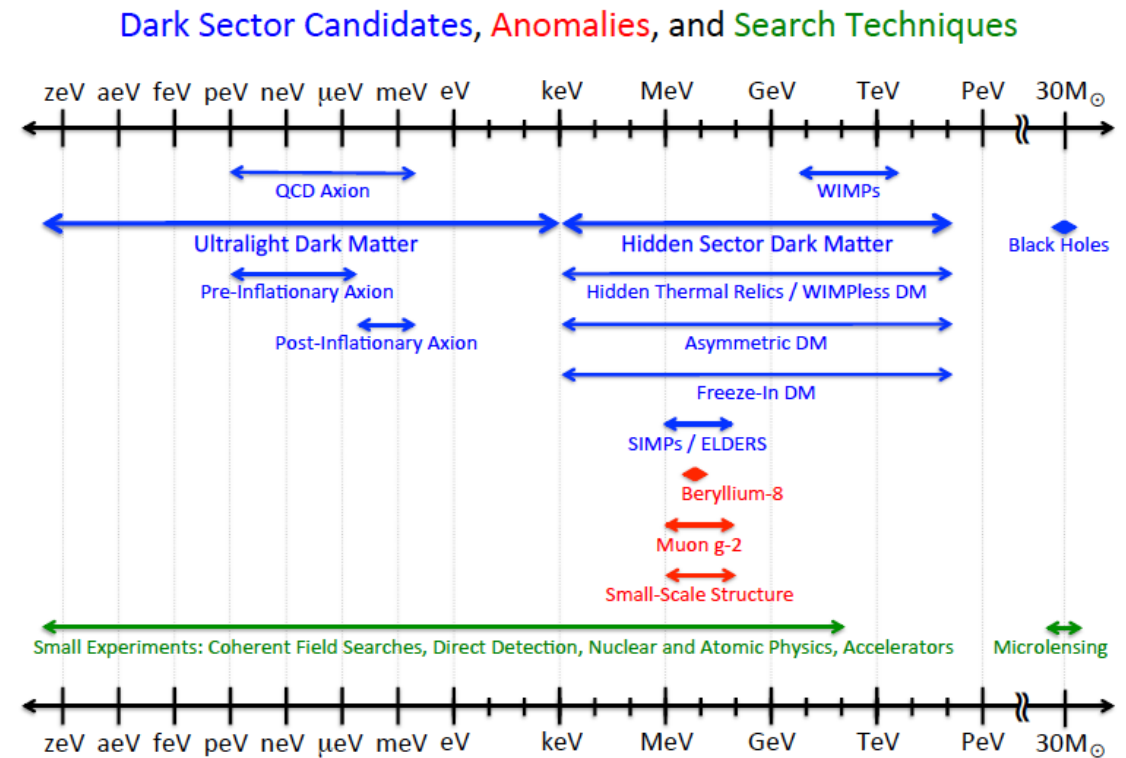 Dark Sector Candidates, Anomalies, and Search Techniques
zeV aeV feV peV neV μeV meV eV keV MeV GeV TeV PeV 30M☉
QCD Axion WIMPs
Ultralight Dark Matter Hidden Sector Dark Matter Black Holes
Pre-Inflationary Axion Hidden Thermal Relics / WIMPless DM
Post-Inflationary Axion Asymmetric DM
Freeze-In DM
SIMPs / ELDERS
Beryllium-8
Muon g-2
Small-Scale Structure
Small Experiments: Coherent Field Searches, Direct Detection, Nuclear and Atomic Physics, Accelerators Microlensing
zeV aeV feV peV neV μeV meV eV keV MeV GeV TeV PeV 30M☉